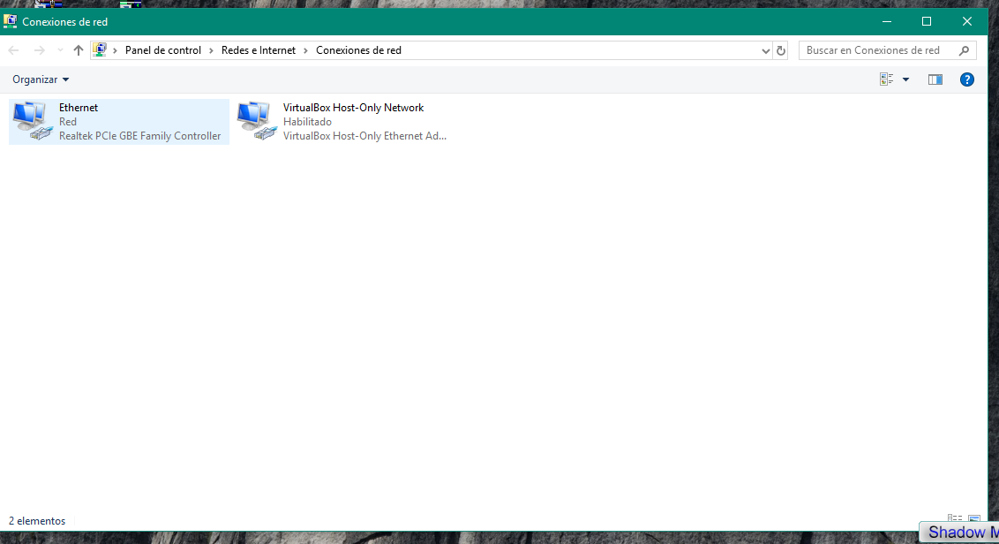 Conexiones de red
Panel de control > Redes e Internet > Conexiones de red
Buscar en Conexiones de red
Organizar
Ethernet
Red
Realtek PCIe GBE Family Controller
VirtualBox Host-Only Network
Habilitado
VirtualBox Host-Only Ethernet Ad...
2 elementos
Shadow M